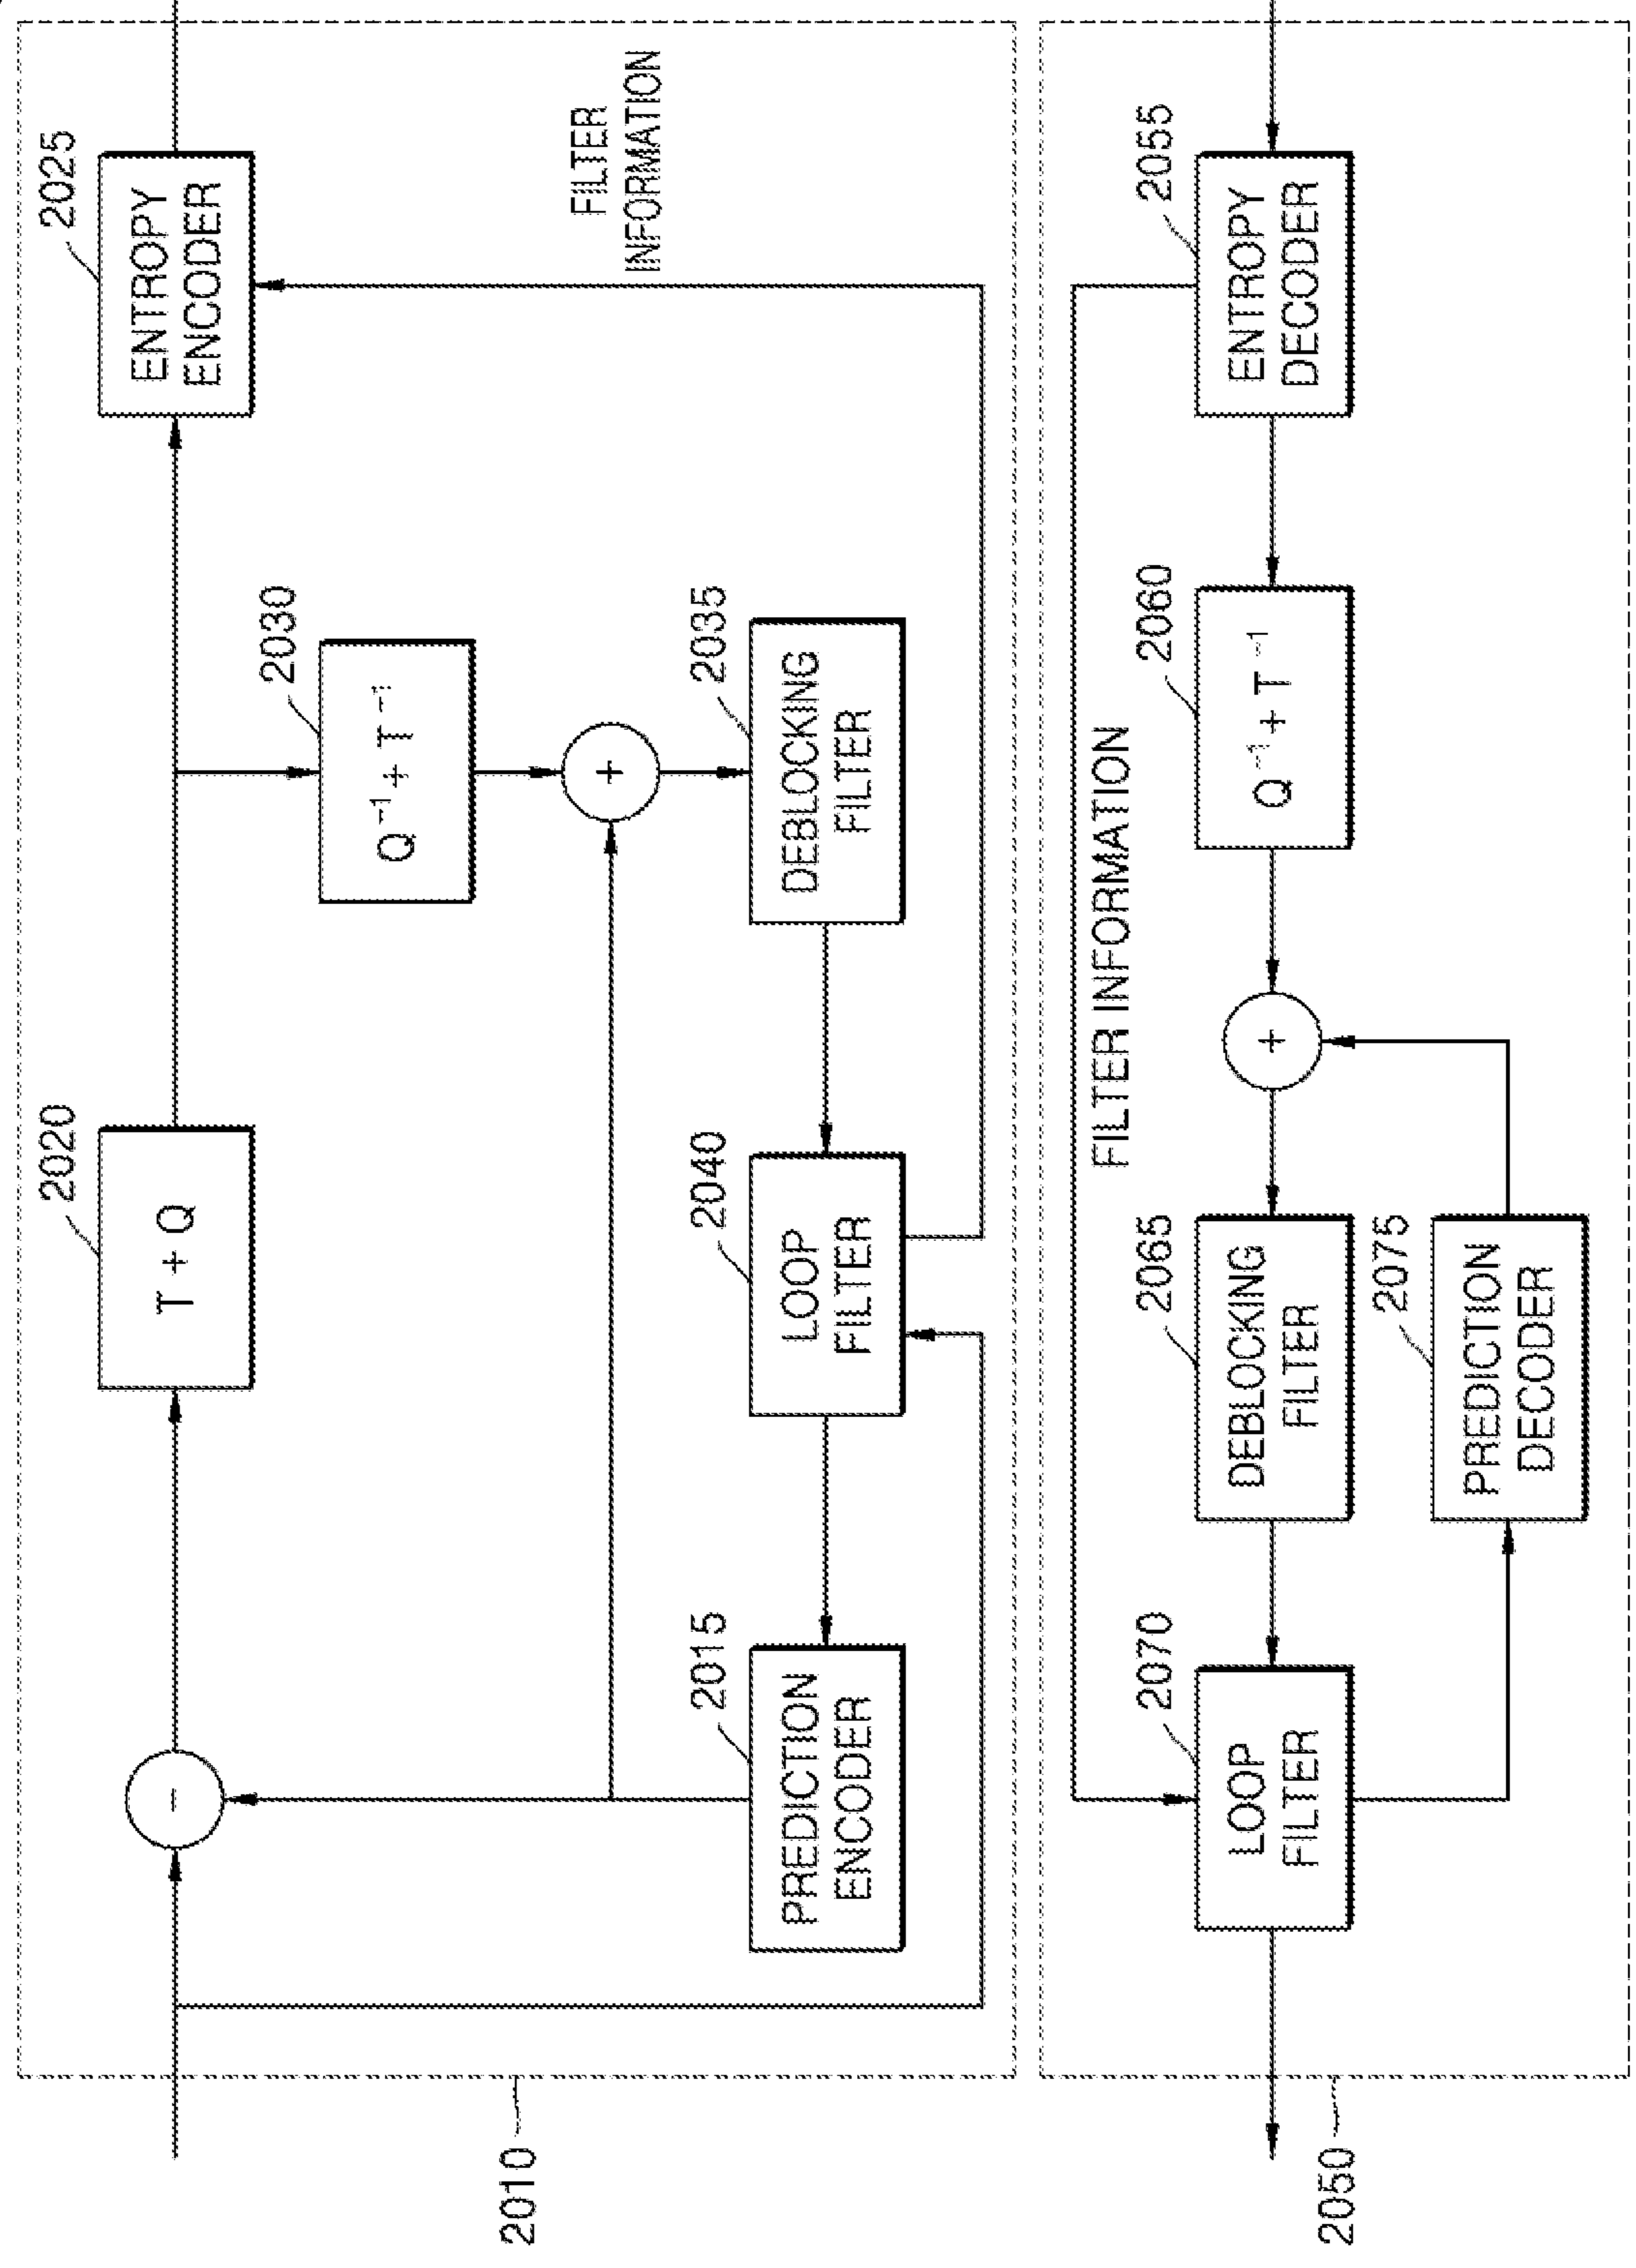 2010
2020
T + Q
2025
ENTROPY
ENCODER
-
2030
Q⁻¹ + T⁻¹
+
FILTER
INFORMATION
2015
PREDICTION
ENCODER
2040
LOOP
FILTER
2035
DEBLOCKING
FILTER
2050
FILTER INFORMATION
2070
LOOP
FILTER
2065
DEBLOCKING
FILTER
+
2060
Q⁻¹ + T⁻¹
2055
ENTROPY
DECODER
2075
PREDICTION
DECODER